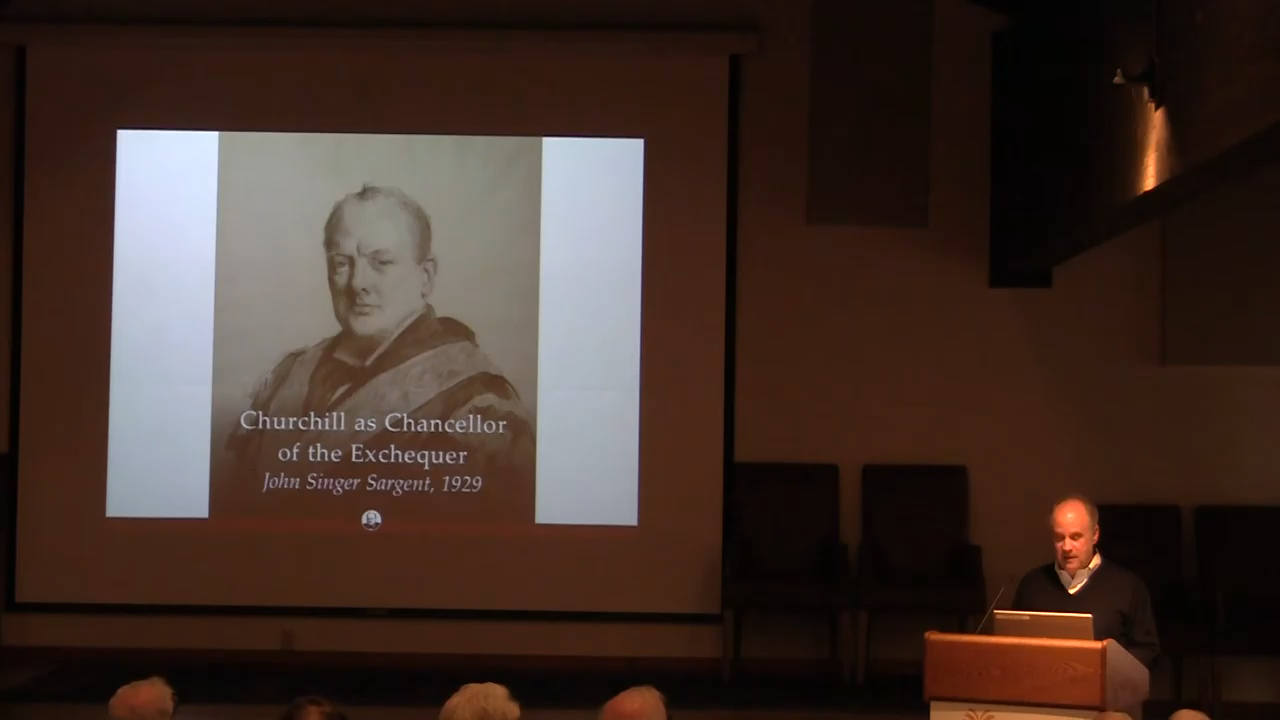 Churchill as Chancellor
of the Exchequer
John Singer Sargent, 1929